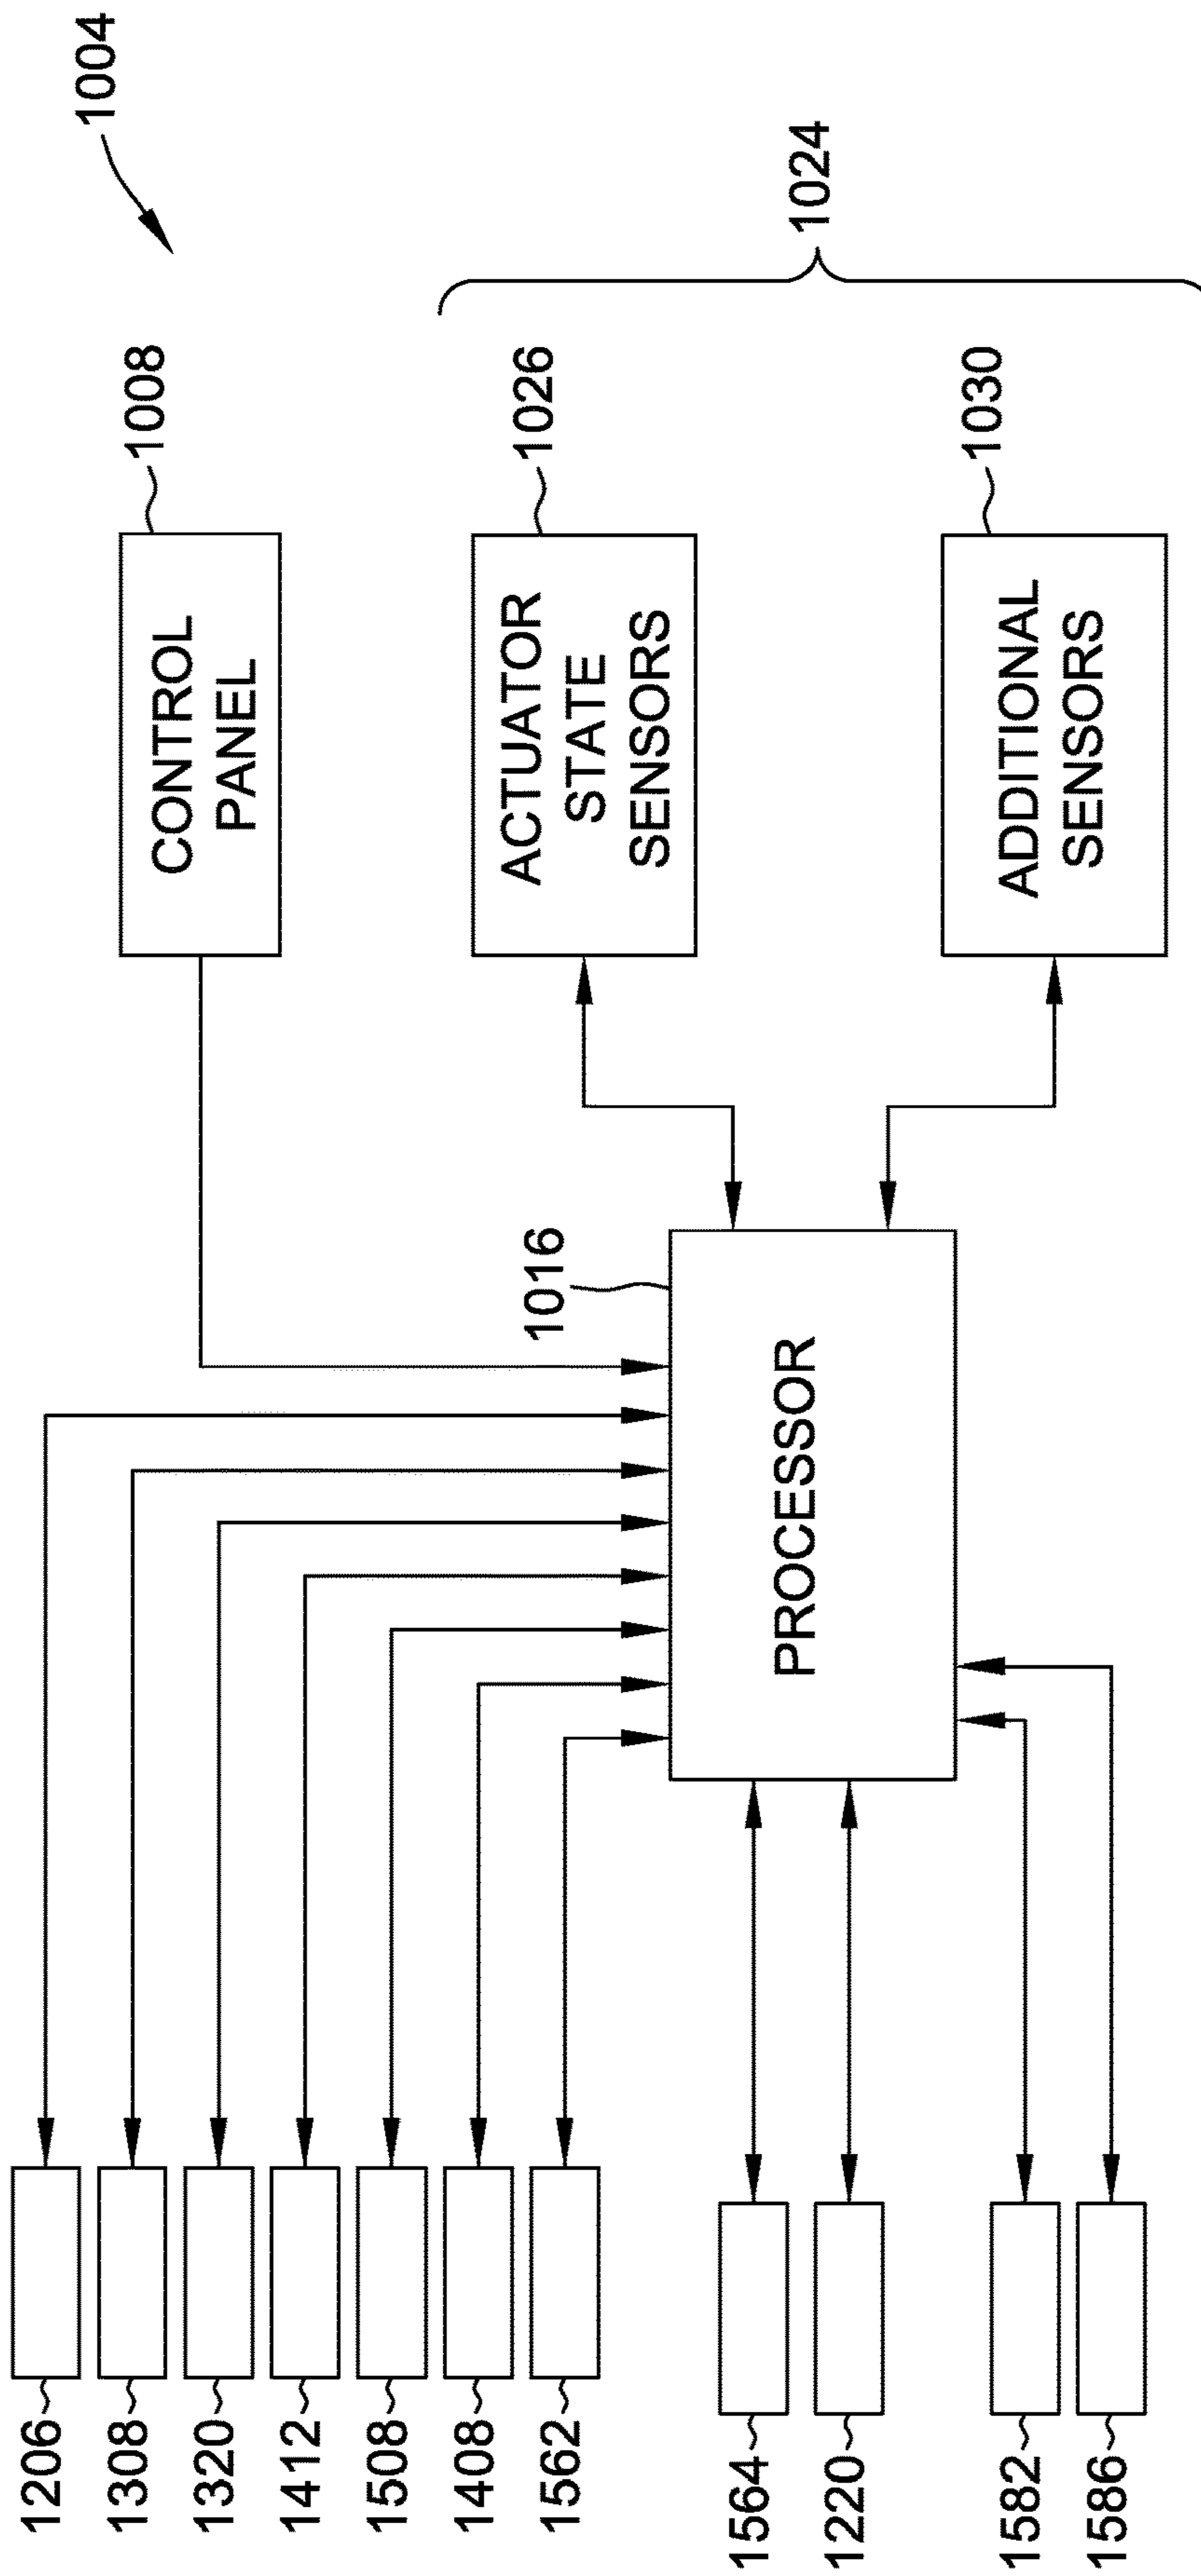 1004
1008
CONTROL
PANEL
1024
1026
ACTUATOR
STATE
SENSORS
1030
ADDITIONAL
SENSORS
1016
PROCESSOR
1206
1308
1320
1412
1508
1408
1562
1564
1220
1582
1586